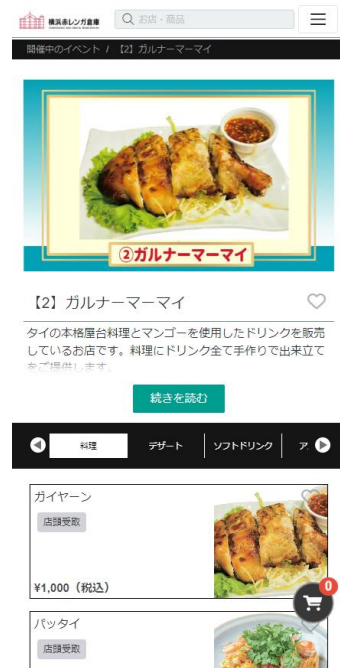 横浜赤レンガ倉庫
お店・商品
開催中のイベント / 【2】ガルナーマーマイ
②ガルナーマーマイ
【2】ガルナーマーマイ
タイの本格屋台料理とマンゴーを使用したドリンクを販売
しているお店です。料理にドリンク全て手作りで出来立て
をご提供します。
続きを読む
料理 デザート ソフトドリンク ア
ガイヤーン
店頭受取
¥1,000（税込）
0
パッタイ
店頭受取